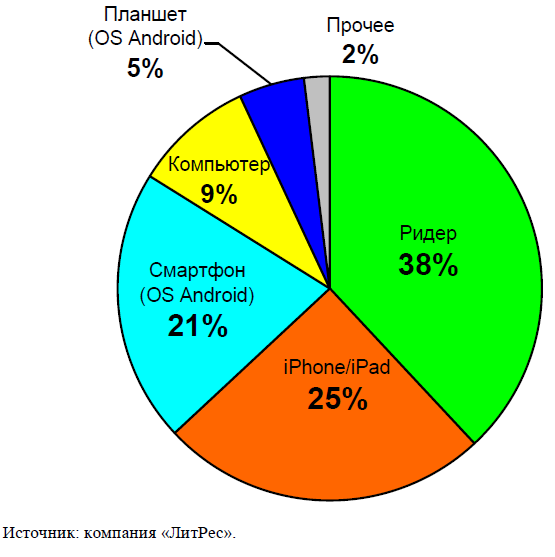 Планшет
(OS Android)
5%
Прочее
2%
Компьютер
9%
Ридер
38%
Смартфон
(OS Android)
21%
iPhone/iPad
25%
Источник: компания «ЛитРес».